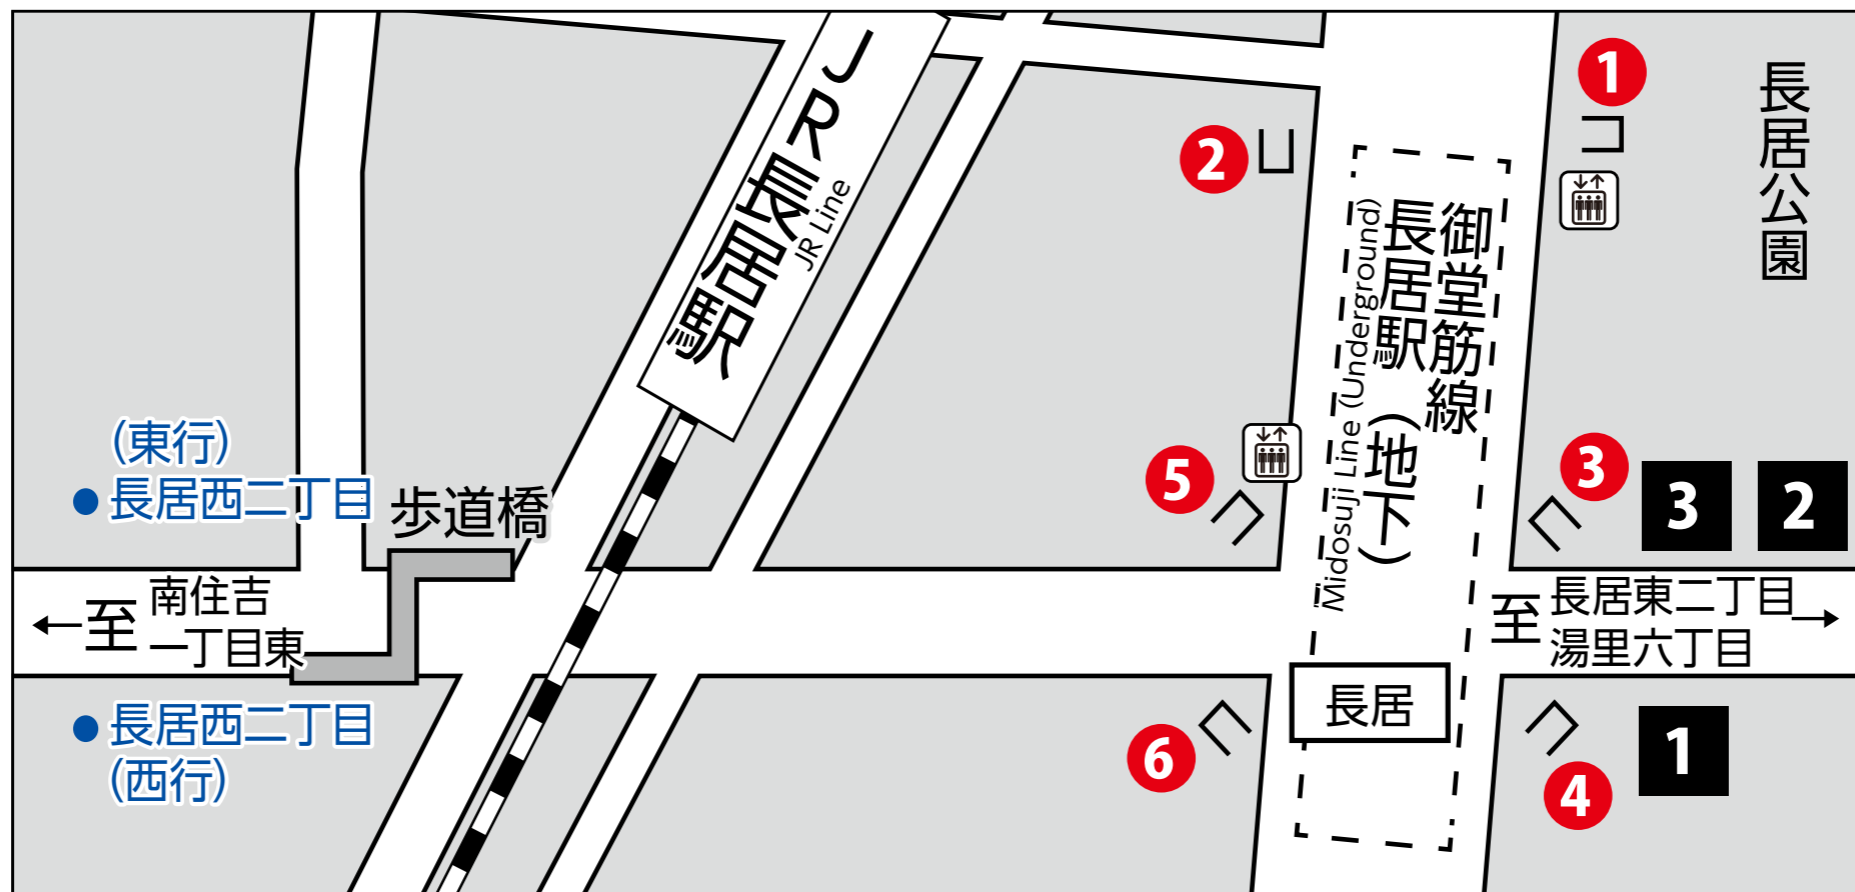 JR長居駅
JR Line
1
2
長居公園
御堂筋線
長居駅（地下）
Midosuji Line (Underground)
（東行）
長居西二丁目
歩道橋
5
3
3
2
←至
南住吉
一丁目東
至
長居東二丁目
湯里六丁目
→
長居西二丁目
（西行）
長居
6
4
1